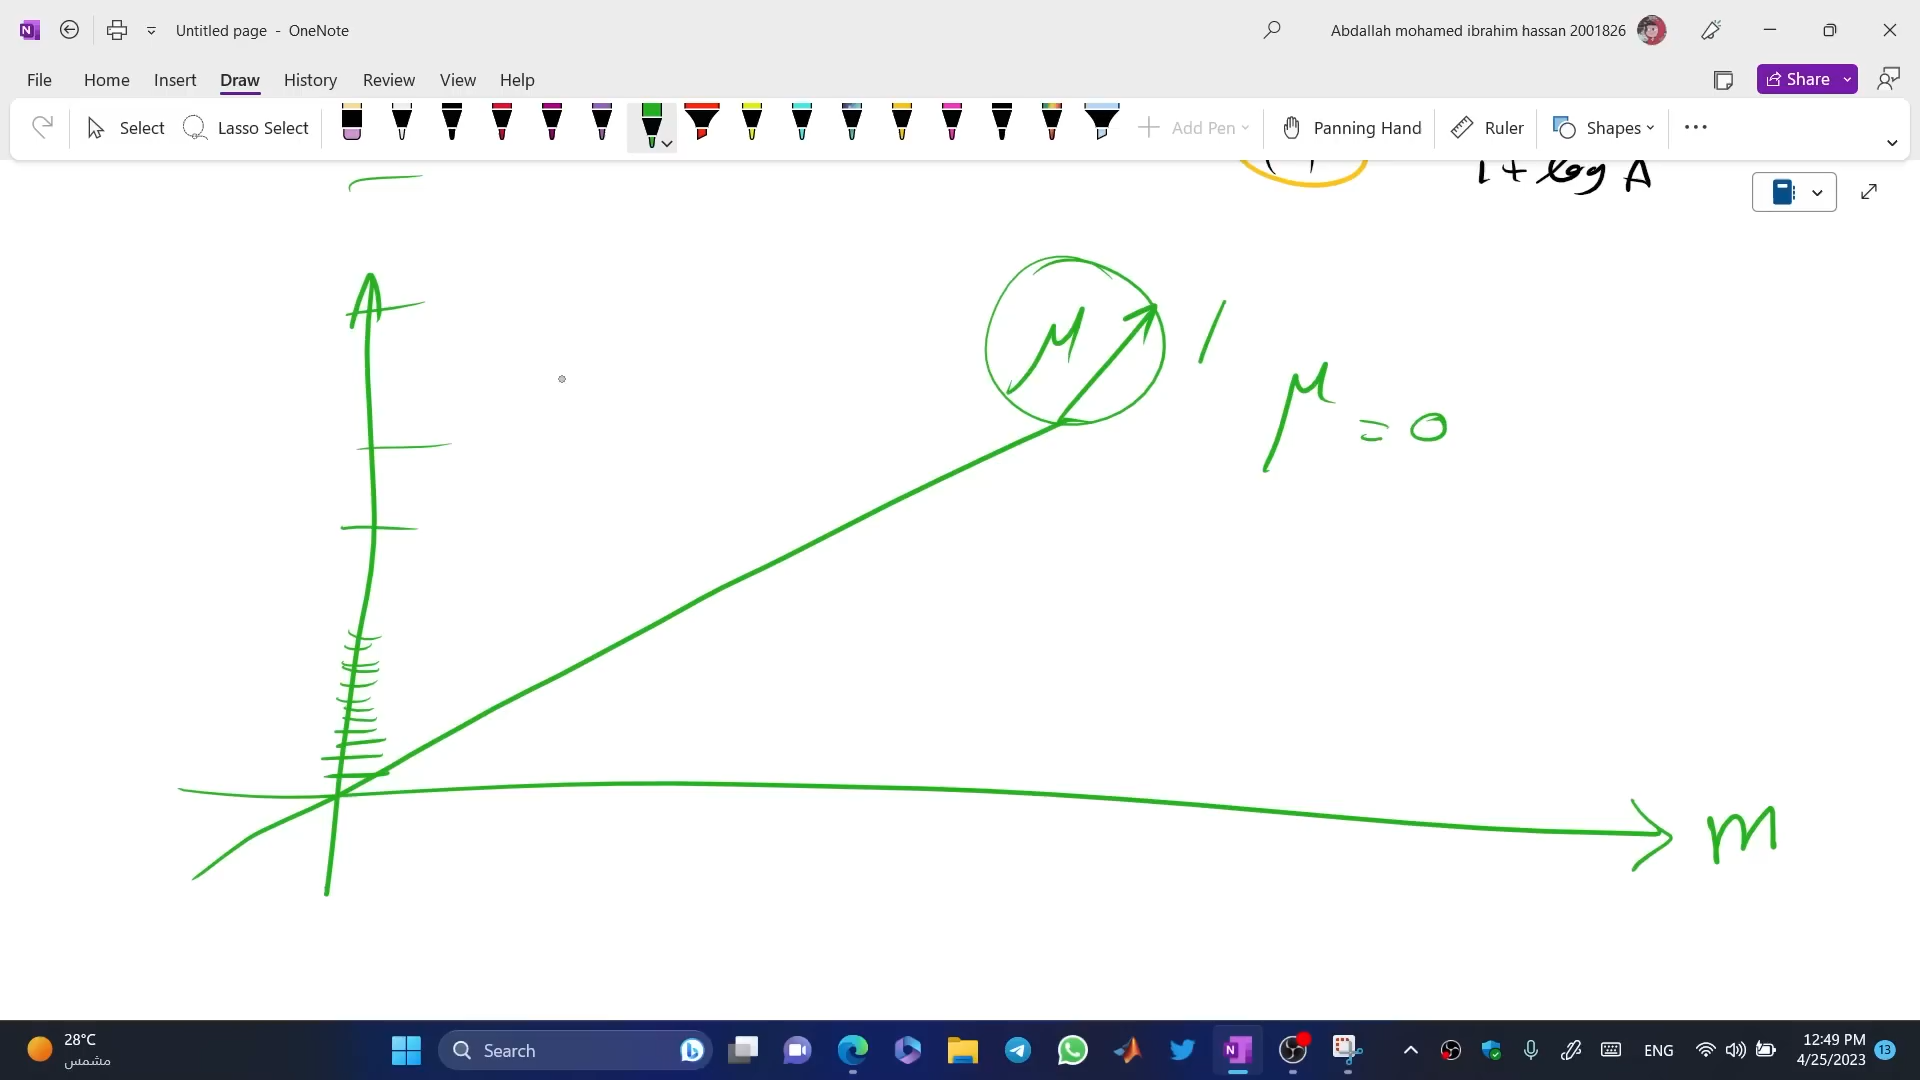 Untitled page - OneNote
Abdallah mohamed ibrahim hassan 2001826
File Home Insert Draw History Review View Help
Share
Select
Lasso Select
Add Pen
Panning Hand
Ruler
Shapes
1 + log A
μ
μ = 0
m
28°C
مشمس
Search
ENG
12:49 PM
4/25/2023
13